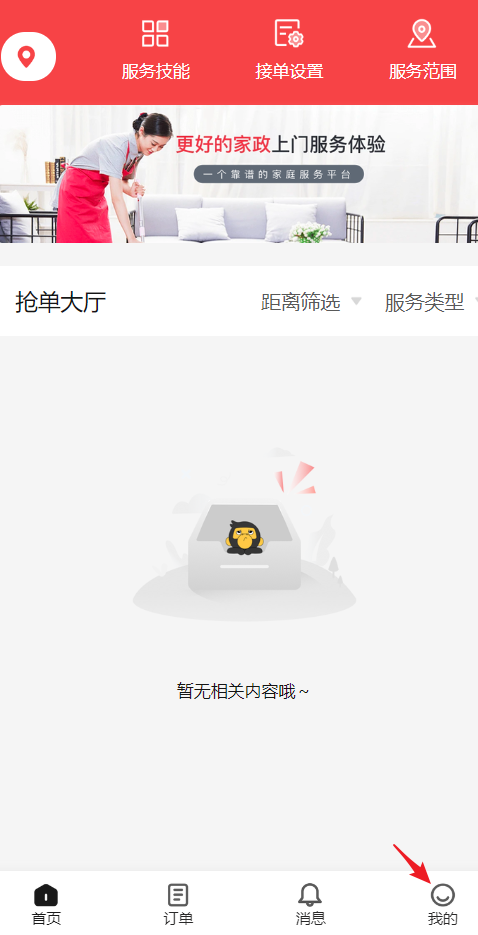 服务技能
接单设置
服务范围
更好的家政上门服务体验
一个靠谱的家庭服务平台
抢单大厅
距离筛选
服务类型
暂无相关内容哦~
首页
订单
消息
我的